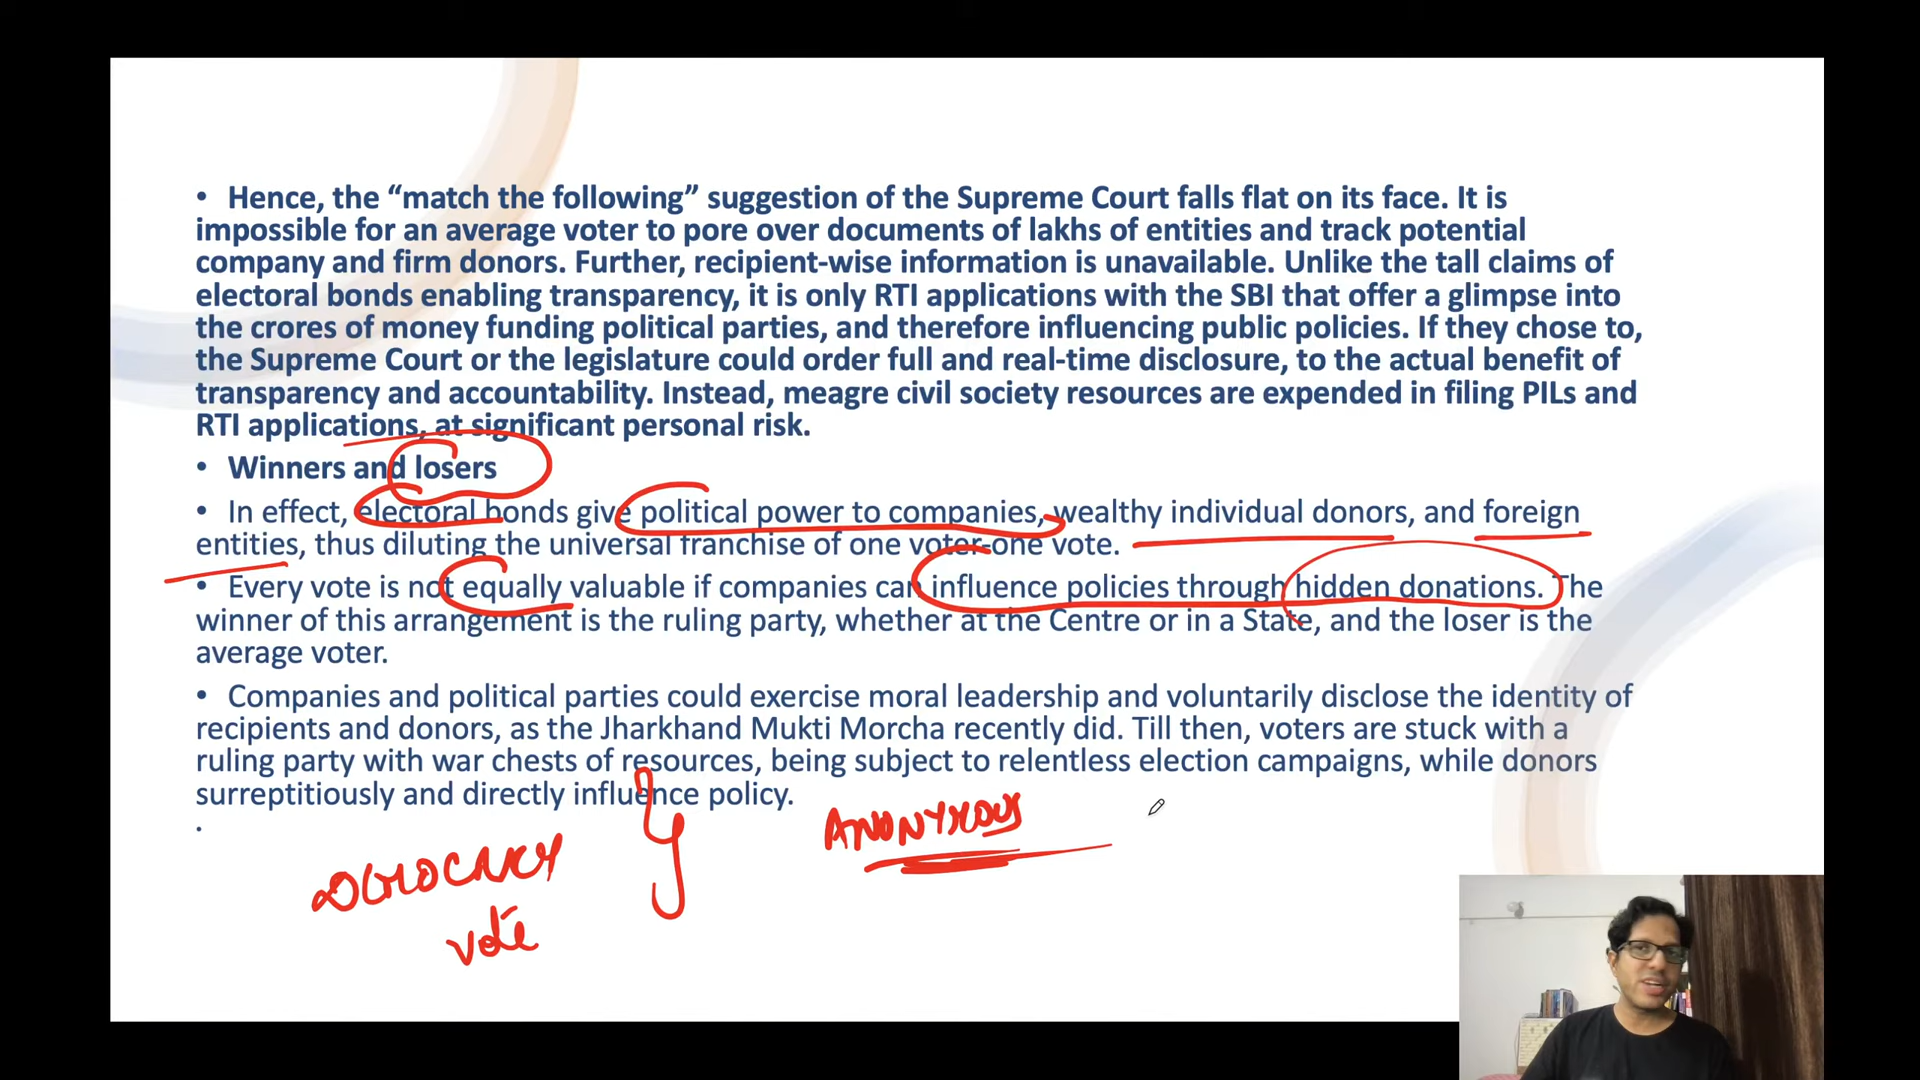 • Hence, the “match the following” suggestion of the Supreme Court falls flat on its face. It is
impossible for an average voter to pore over documents of lakhs of entities and track potential
company and firm donors. Further, recipient-wise information is unavailable. Unlike the tall claims of
electoral bonds enabling transparency, it is only RTI applications with the SBI that offer a glimpse into
the crores of money funding political parties, and therefore influencing public policies. If they chose to,
the Supreme Court or the legislature could order full and real-time disclosure, to the actual benefit of
transparency and accountability. Instead, meagre civil society resources are expended in filing PILs and
RTI applications, at significant personal risk.
• Winners and losers
• In effect, electoral bonds give political power to companies, wealthy individual donors, and foreign
entities, thus diluting the universal franchise of one voter-one vote.
• Every vote is not equally valuable if companies can influence policies through hidden donations. The
winner of this arrangement is the ruling party, whether at the Centre or in a State, and the loser is the
average voter.
• Companies and political parties could exercise moral leadership and voluntarily disclose the identity of
recipients and donors, as the Jharkhand Mukti Morcha recently did. Till then, voters are stuck with a
ruling party with war chests of resources, being subject to relentless election campaigns, while donors
surreptitiously and directly influence policy.
•
ANONYMOUS
DEMOCRACY
vote